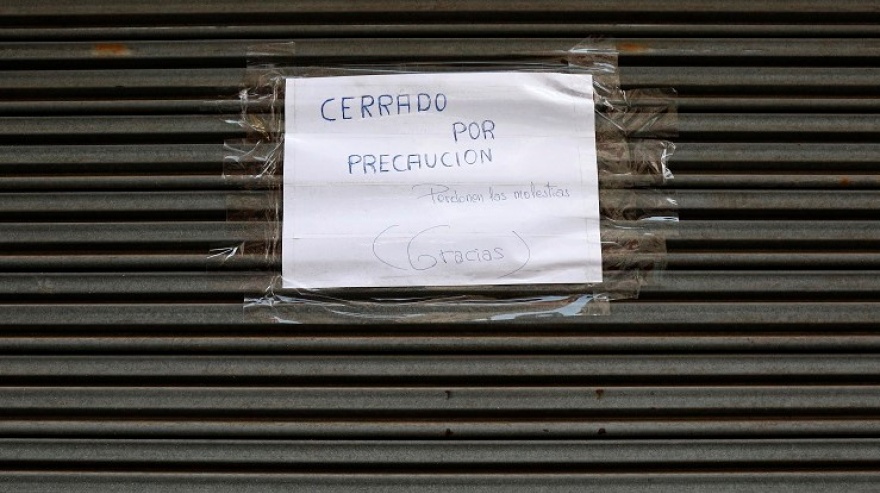 CERRADO
POR
PRECAUCION
Perdonen las molestias
(Gracias)